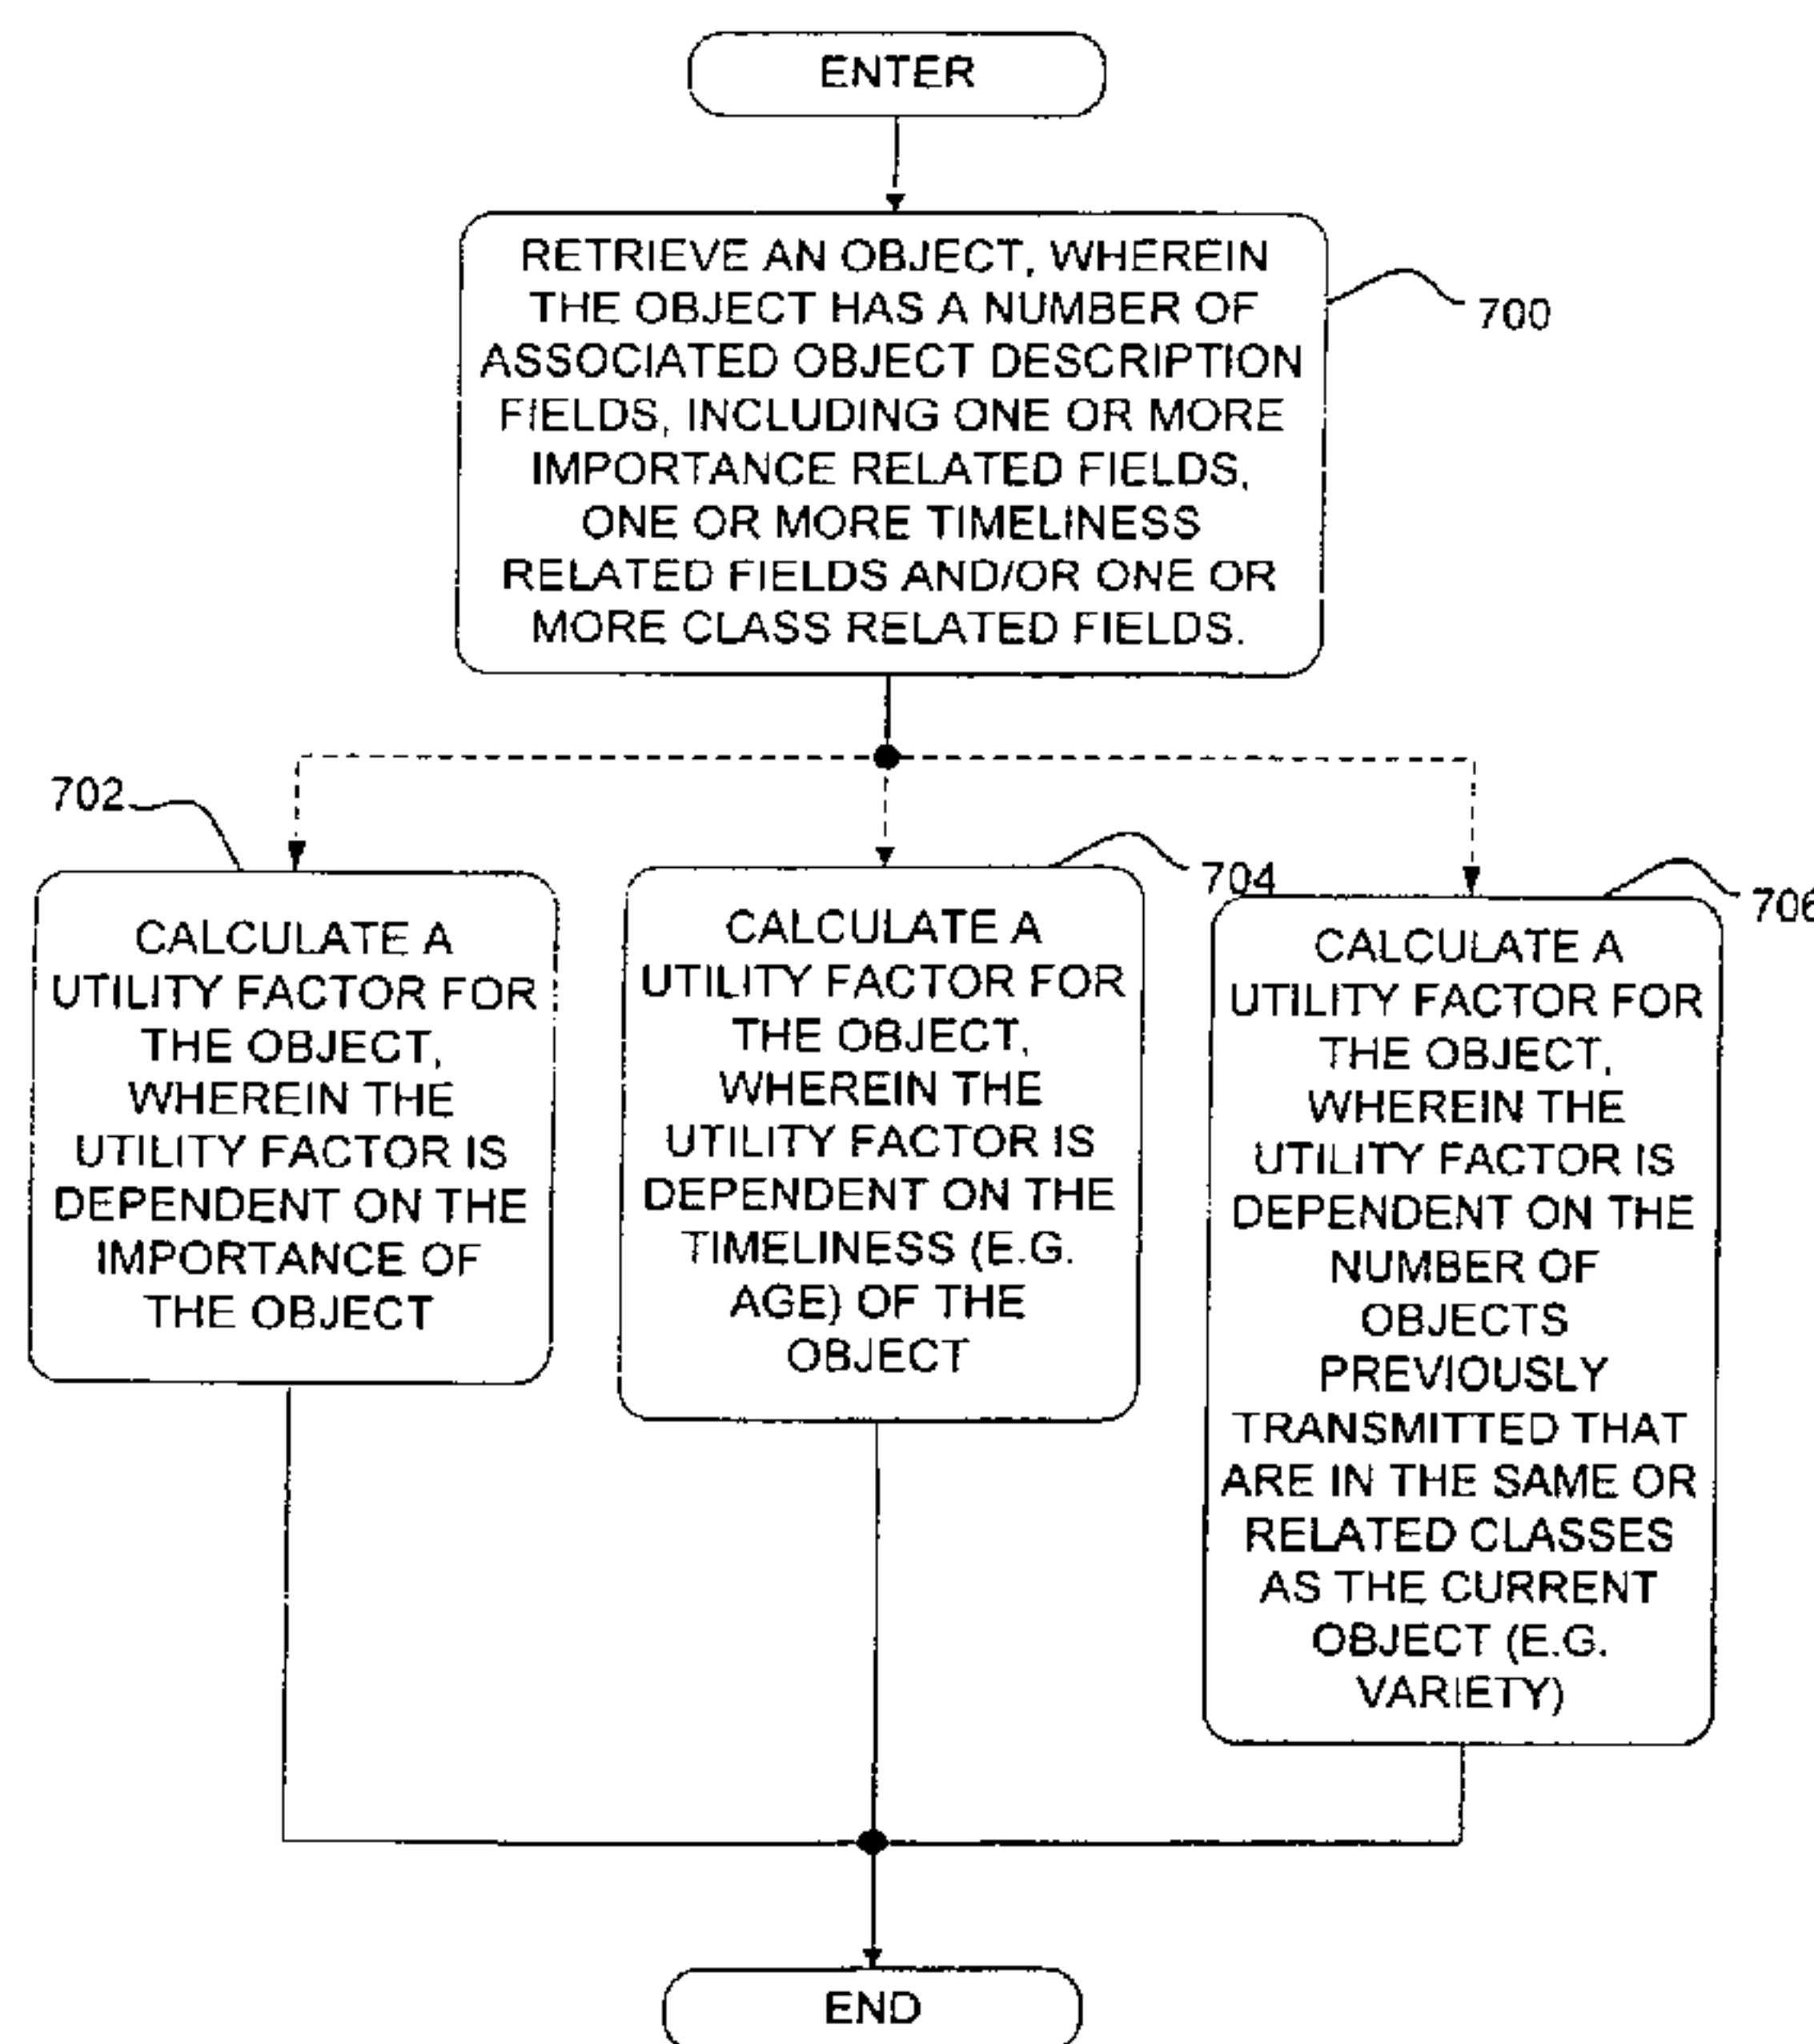 ENTER
RETRIEVE AN OBJECT, WHEREIN
THE OBJECT HAS A NUMBER OF
ASSOCIATED OBJECT DESCRIPTION
FIELDS, INCLUDING ONE OR MORE
IMPORTANCE RELATED FIELDS,
ONE OR MORE TIMELINESS
RELATED FIELDS AND/OR ONE OR
MORE CLASS RELATED FIELDS.
700
702
CALCULATE A
UTILITY FACTOR FOR
THE OBJECT,
WHEREIN THE
UTILITY FACTOR IS
DEPENDENT ON THE
IMPORTANCE OF
THE OBJECT
704
CALCULATE A
UTILITY FACTOR FOR
THE OBJECT,
WHEREIN THE
UTILITY FACTOR IS
DEPENDENT ON THE
TIMELINESS (E.G.
AGE) OF THE
OBJECT
706
CALCULATE A
UTILITY FACTOR FOR
THE OBJECT,
WHEREIN THE
UTILITY FACTOR IS
DEPENDENT ON THE
NUMBER OF
OBJECTS
PREVIOUSLY
TRANSMITTED THAT
ARE IN THE SAME OR
RELATED CLASSES
AS THE CURRENT
OBJECT (E.G.
VARIETY)
END